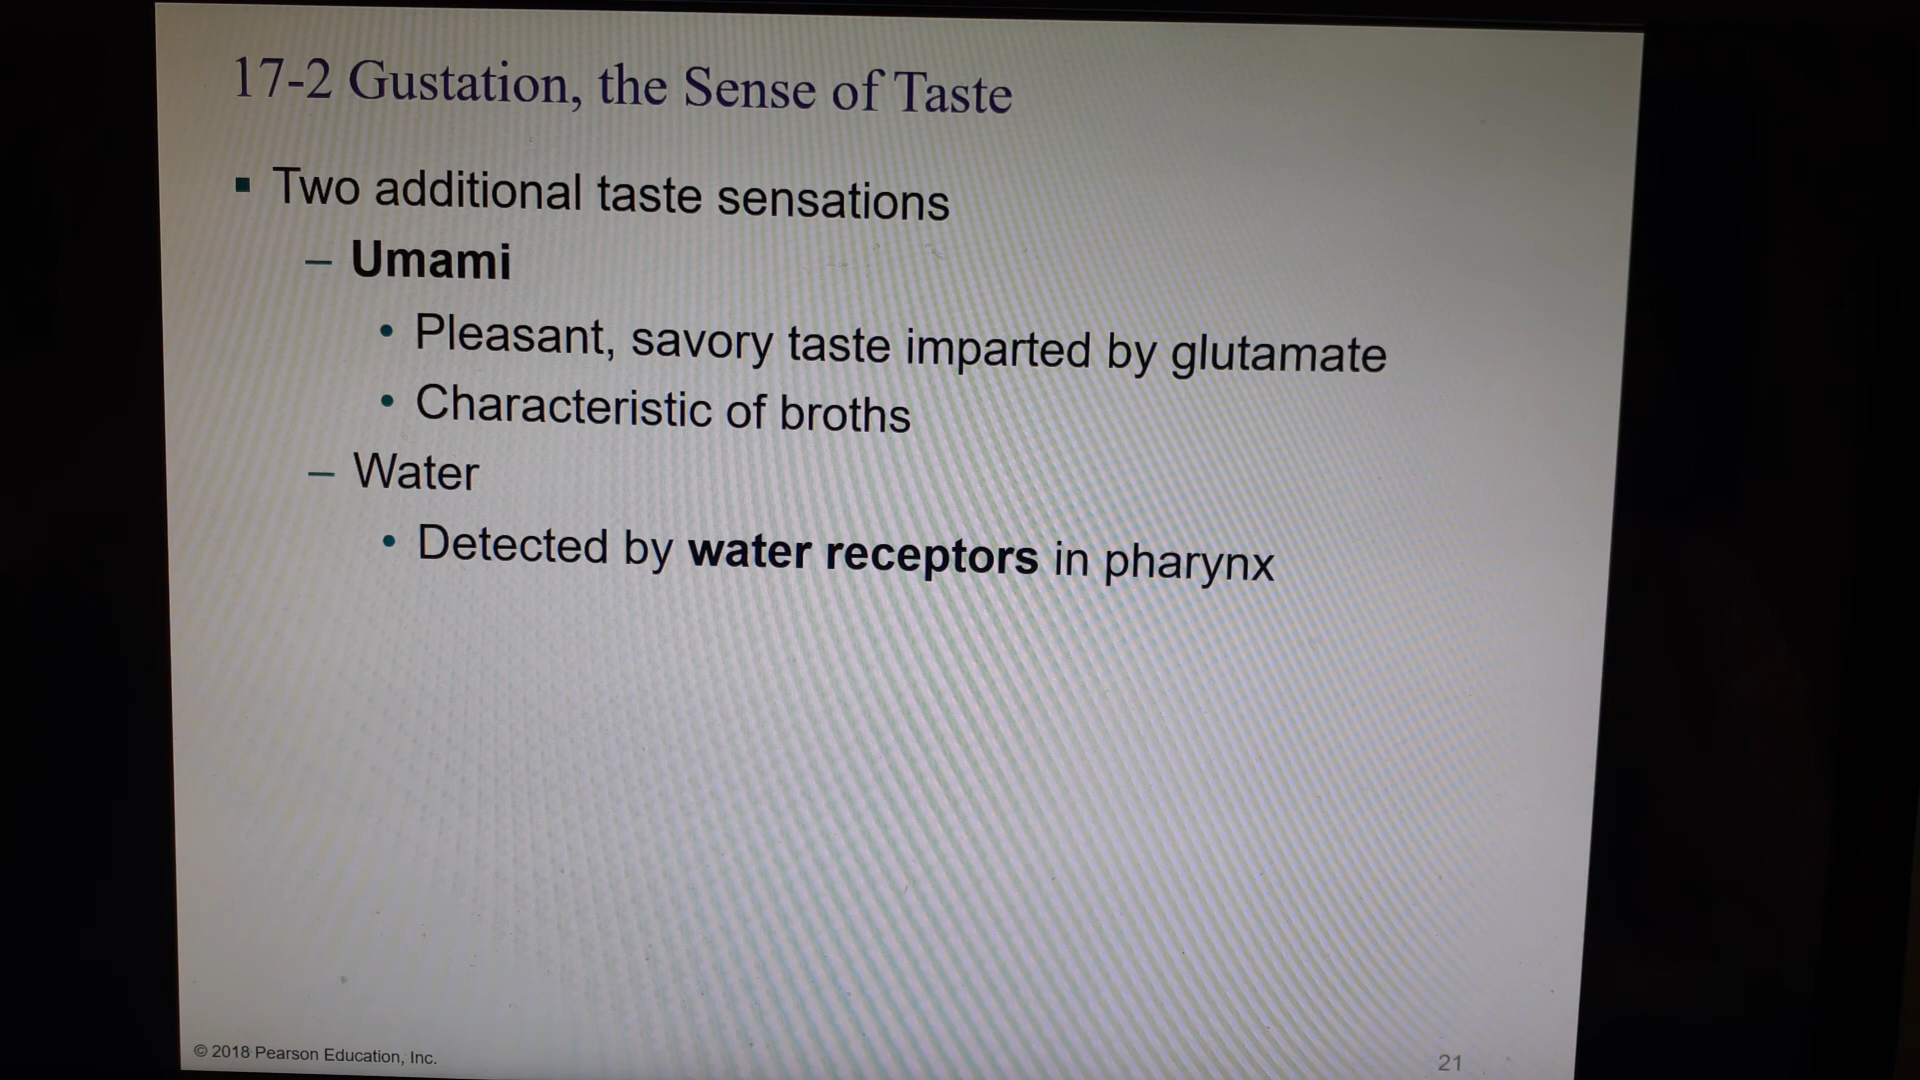 17-2 Gustation, the Sense of Taste
▪ Two additional taste sensations
– Umami
• Pleasant, savory taste imparted by glutamate
• Characteristic of broths
– Water
• Detected by water receptors in pharynx
© 2018 Pearson Education, Inc.
21